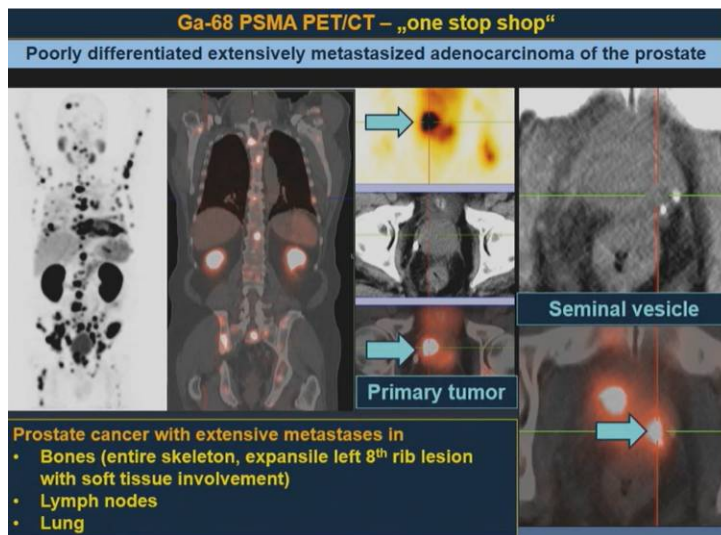 Ga-68 PSMA PET/CT – „one stop shop“
Poorly differentiated extensively metastasized adenocarcinoma of the prostate
Seminal vesicle
Primary tumor
Prostate cancer with extensive metastases in
• Bones (entire skeleton, expansile left 8th rib lesion
with soft tissue involvement)
• Lymph nodes
• Lung